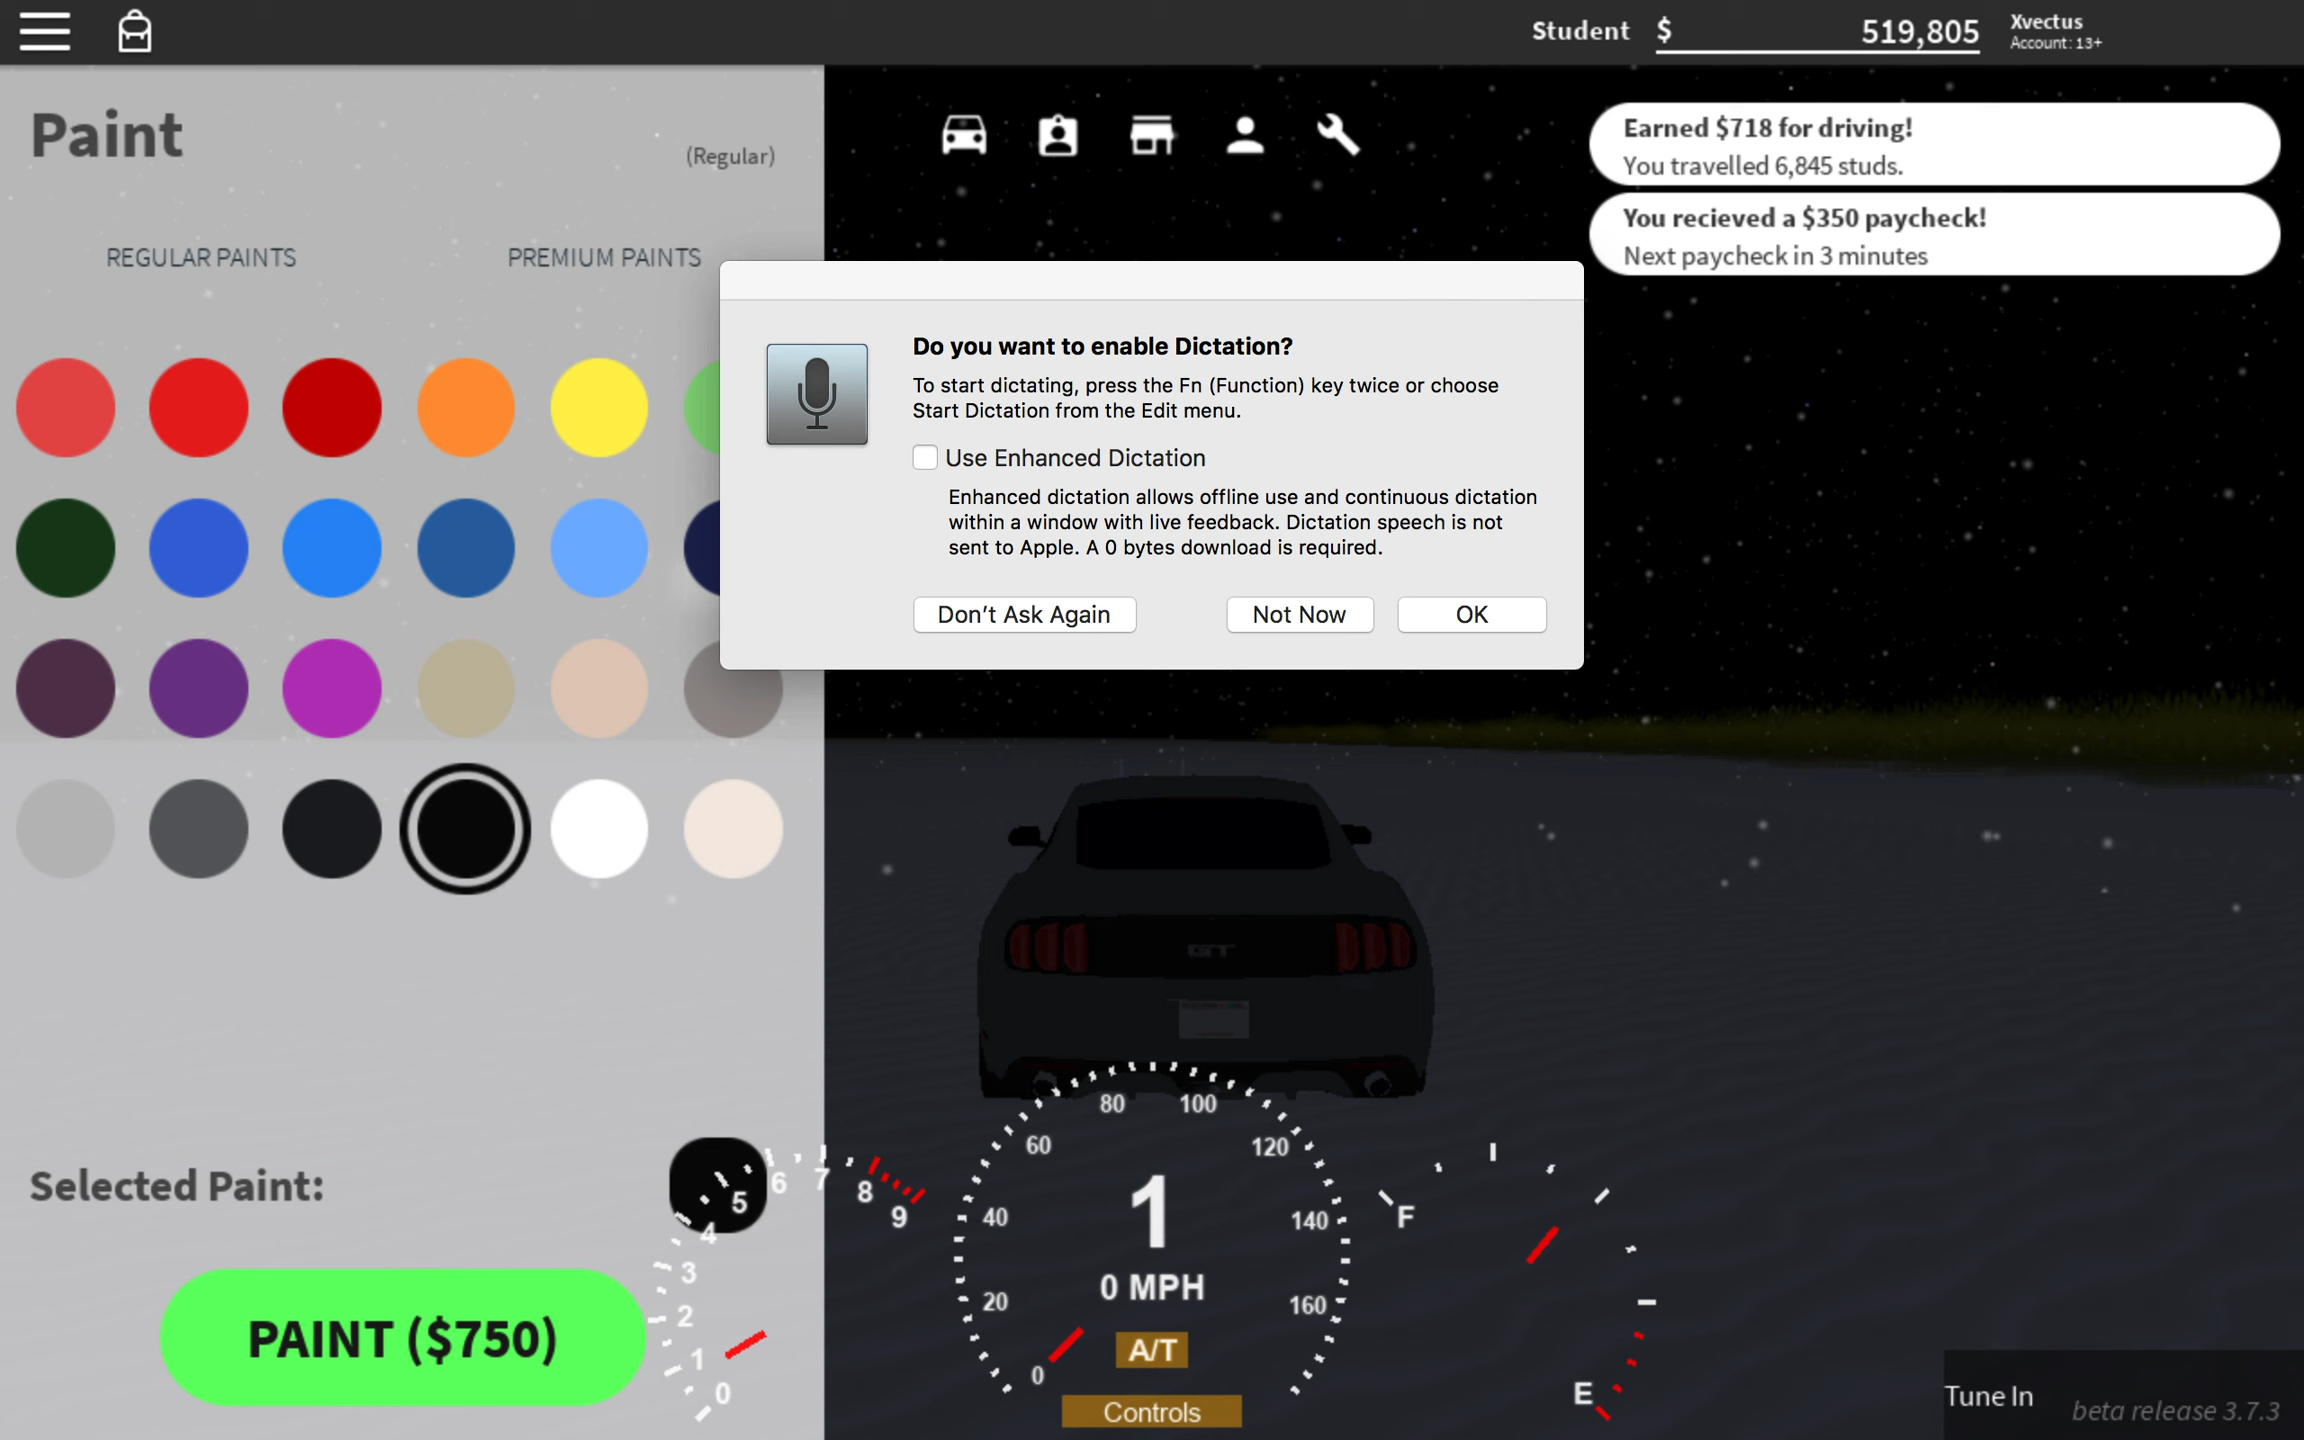 Student $ 519,805
Xvectus
Account: 13+
Paint
(Regular)
REGULAR PAINTS
PREMIUM PAINTS
Earned $718 for driving!
You travelled 6,845 studs.
You recieved a $350 paycheck!
Next paycheck in 3 minutes
Do you want to enable Dictation?
To start dictating, press the Fn (Function) key twice or choose
Start Dictation from the Edit menu.
Use Enhanced Dictation
Enhanced dictation allows offline use and continuous dictation
within a window with live feedback. Dictation speech is not
sent to Apple. A 0 bytes download is required.
Don't Ask Again
Not Now
OK
GT
Selected Paint:
PAINT ($750)
0
1
2
3
4
5
6
7
8
9
0
20
40
60
80
100
120
140
160
1
0 MPH
A/T
Controls
F
E
Tune In
beta release 3.7.3